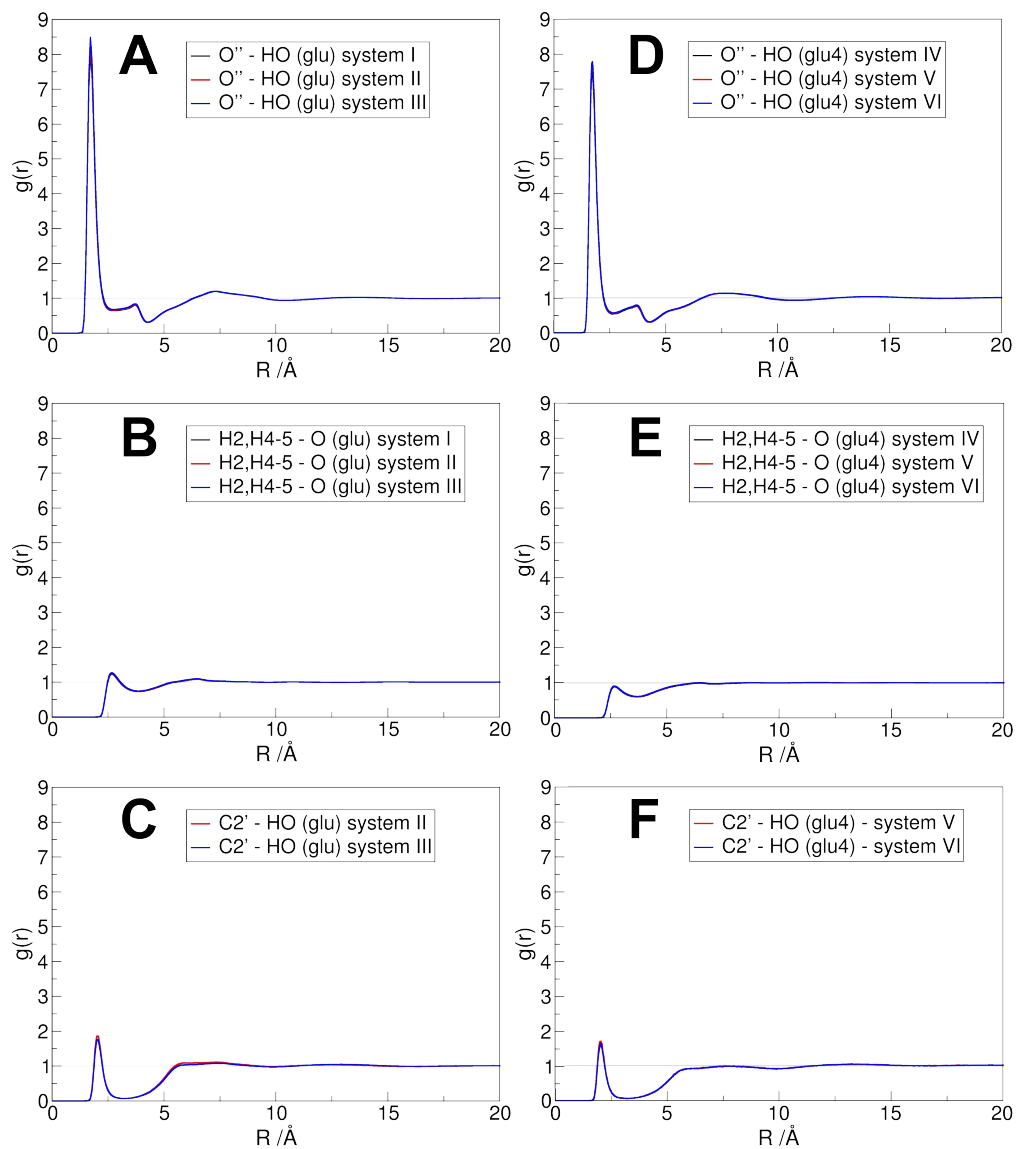 9
8
7
6
5
4
3
2
1
0
g(r)
A
O'' - HO (glu) system I
O'' - HO (glu) system II
O'' - HO (glu) system III
0 5 10 15 20
R /Å
9
8
7
6
5
4
3
2
1
0
g(r)
D
O'' - HO (glu4) system IV
O'' - HO (glu4) system V
O'' - HO (glu4) system VI
0 5 10 15 20
R /Å
9
8
7
6
5
4
3
2
1
0
g(r)
B
H2,H4-5 - O (glu) system I
H2,H4-5 - O (glu) system II
H2,H4-5 - O (glu) system III
0 5 10 15 20
R /Å
9
8
7
6
5
4
3
2
1
0
g(r)
E
H2,H4-5 - O (glu4) system IV
H2,H4-5 - O (glu4) system V
H2,H4-5 - O (glu4) system VI
0 5 10 15 20
R /Å
9
8
7
6
5
4
3
2
1
0
g(r)
C
C2' - HO (glu) system II
C2' - HO (glu) system III
0 5 10 15 20
R /Å
9
8
7
6
5
4
3
2
1
0
g(r)
F
C2' - HO (glu4) - system V
C2' - HO (glu4) - system VI
0 5 10 15 20
R /Å